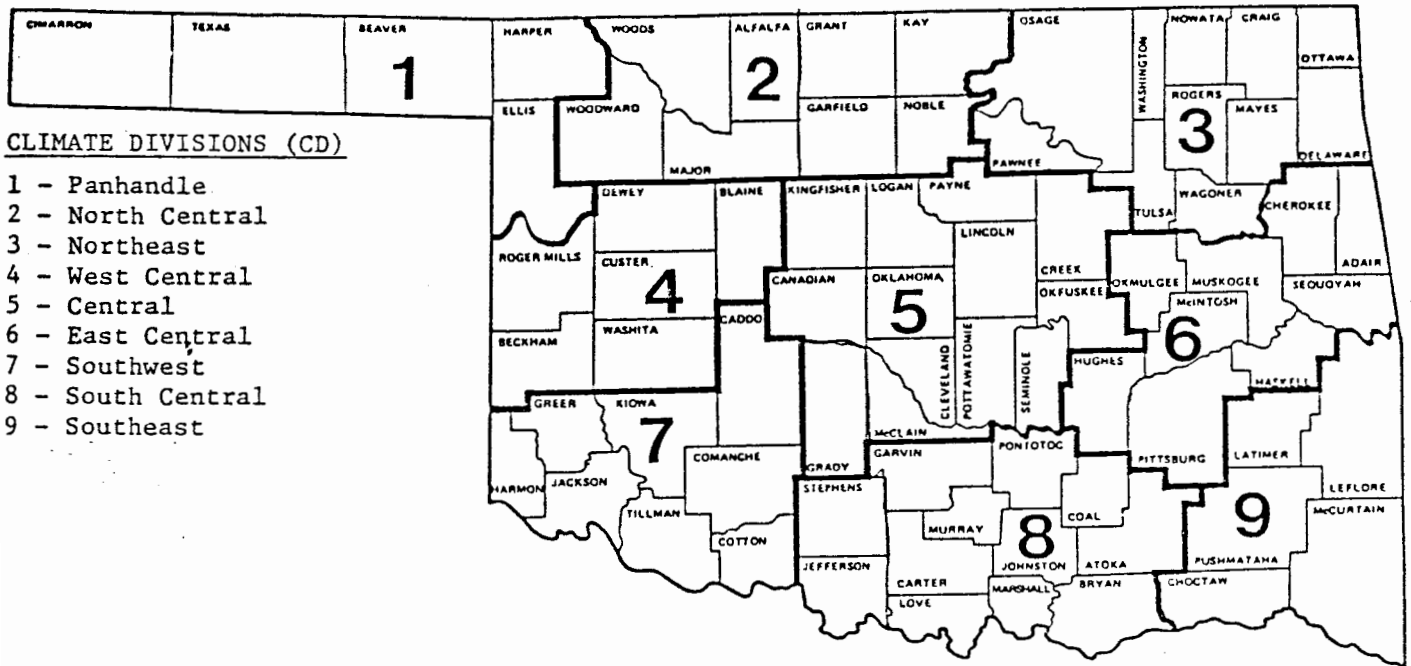 CIMARRON
TEXAS
BEAVER
HARPER
WOODS
ALFALFA
GRANT
KAY
OSAGE
WASHINGTON
NOWATA
CRAIG
OTTAWA
1
2
3
ELLIS
WOODWARD
MAJOR
GARFIELD
NOBLE
PAWNEE
ROGERS
MAYES
DELAWARE
CLIMATE DIVISIONS (CD)
1 - Panhandle
2 - North Central
3 - Northeast
4 - West Central
5 - Central
6 - East Central
7 - Southwest
8 - South Central
9 - Southeast
DEWEY
BLAINE
KINGFISHER
LOGAN
PAYNE
TULSA
WAGONER
CHEROKEE
LINCOLN
ROGER MILLS
CUSTER
4
CANADIAN
OKLAHOMA
5
CREEK
OKMULGEE
MUSKOGEE
ADAIR
SEQUOYAH
OKFUSKEE
McINTOSH
6
BECKHAM
WASHITA
CADDO
CLEVELAND
POTTAWATOMIE
SEMINOLE
HUGHES
HASKELL
GREER
KIOWA
7
McCLAIN
GARVIN
PONTOTOC
PITTSBURG
LATIMER
COMANCHE
GRADY
HARMON
JACKSON
STEPHENS
LEFLORE
TILLMAN
MURRAY
8
COAL
9
McCURTAIN
COTTON
JEFFERSON
JOHNSTON
ATOKA
PUSHMATAHA
CARTER
MARSHALL
BRYAN
CHOCTAW
LOVE